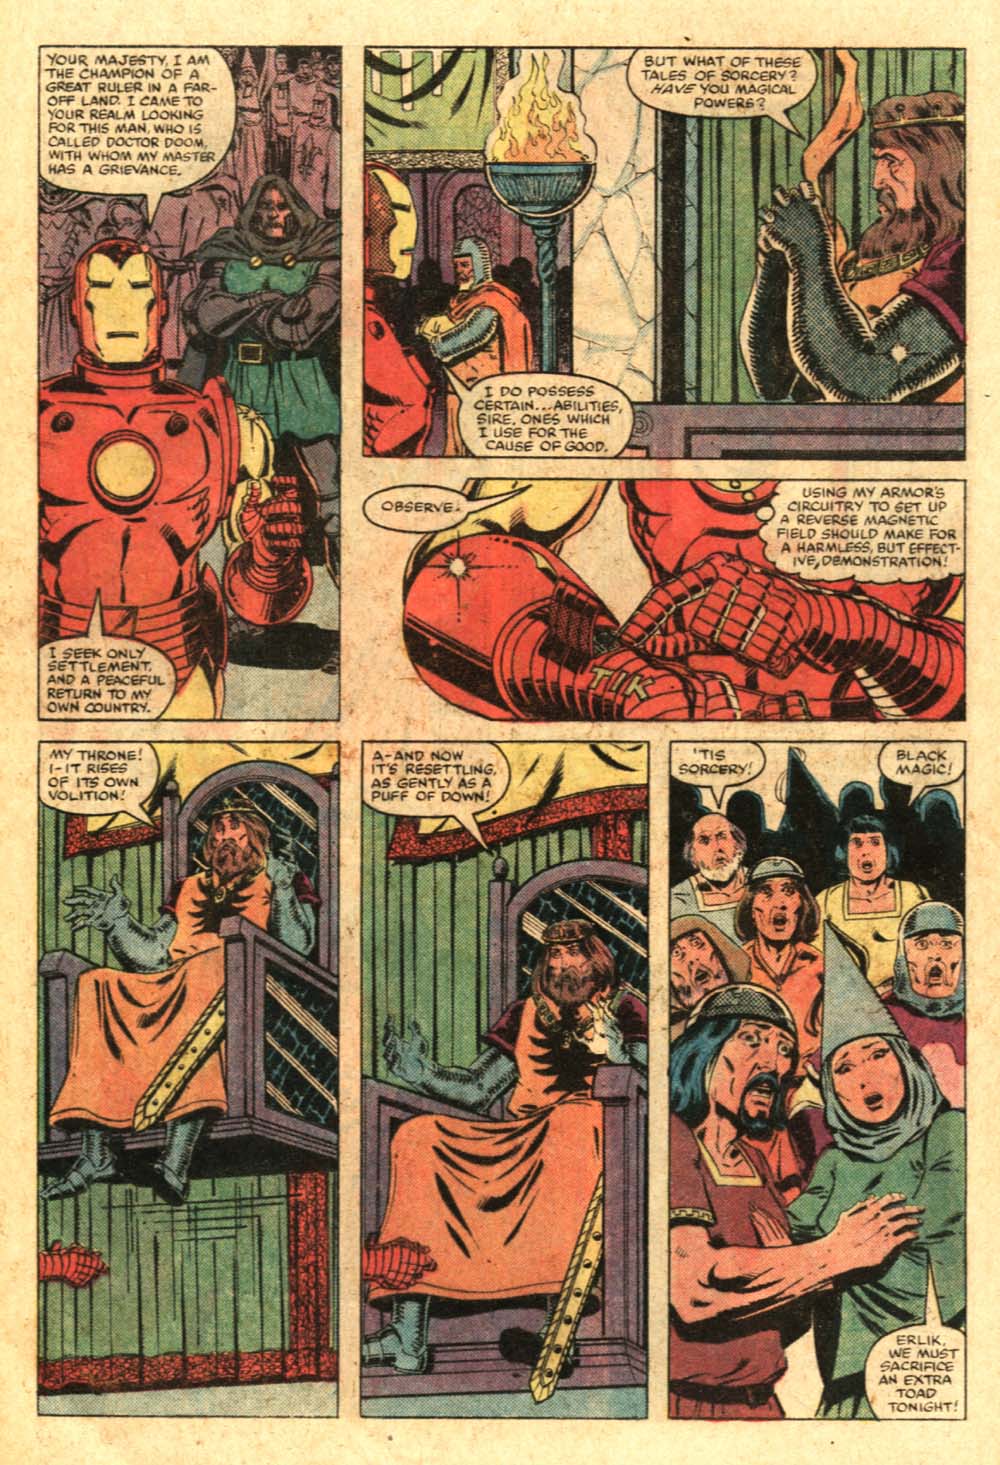 YOUR MAJESTY, I AM
THE CHAMPION OF A
GREAT RULER IN A FAR-
OFF LAND. I CAME TO
YOUR REALM LOOKING
FOR THIS MAN, WHO IS
CALLED DOCTOR DOOM,
WITH WHOM MY MASTER
HAS A GRIEVANCE.
I SEEK ONLY
SETTLEMENT,
AND A PEACEFUL
RETURN TO MY
OWN COUNTRY.
BUT WHAT OF THESE
TALES OF SORCERY?
HAVE YOU MAGICAL
POWERS?
I DO POSSESS
CERTAIN...ABILITIES,
SIRE, ONES WHICH
I USE FOR THE
CAUSE OF GOOD.
OBSERVE.
USING MY ARMOR'S
CIRCUITRY TO SET UP
A REVERSE MAGNETIC
FIELD SHOULD MAKE FOR
A HARMLESS, BUT EFFECT-
IVE, DEMONSTRATION!
TIK
MY THRONE!
I-IT RISES
OF ITS OWN
VOLITION!
A-AND NOW
IT'S RESETTLING,
AS GENTLY AS A
PUFF OF DOWN!
'TIS
SORCERY!
BLACK
MAGIC!
ERLIK,
WE MUST
SACRIFICE
AN EXTRA
TOAD
TONIGHT!